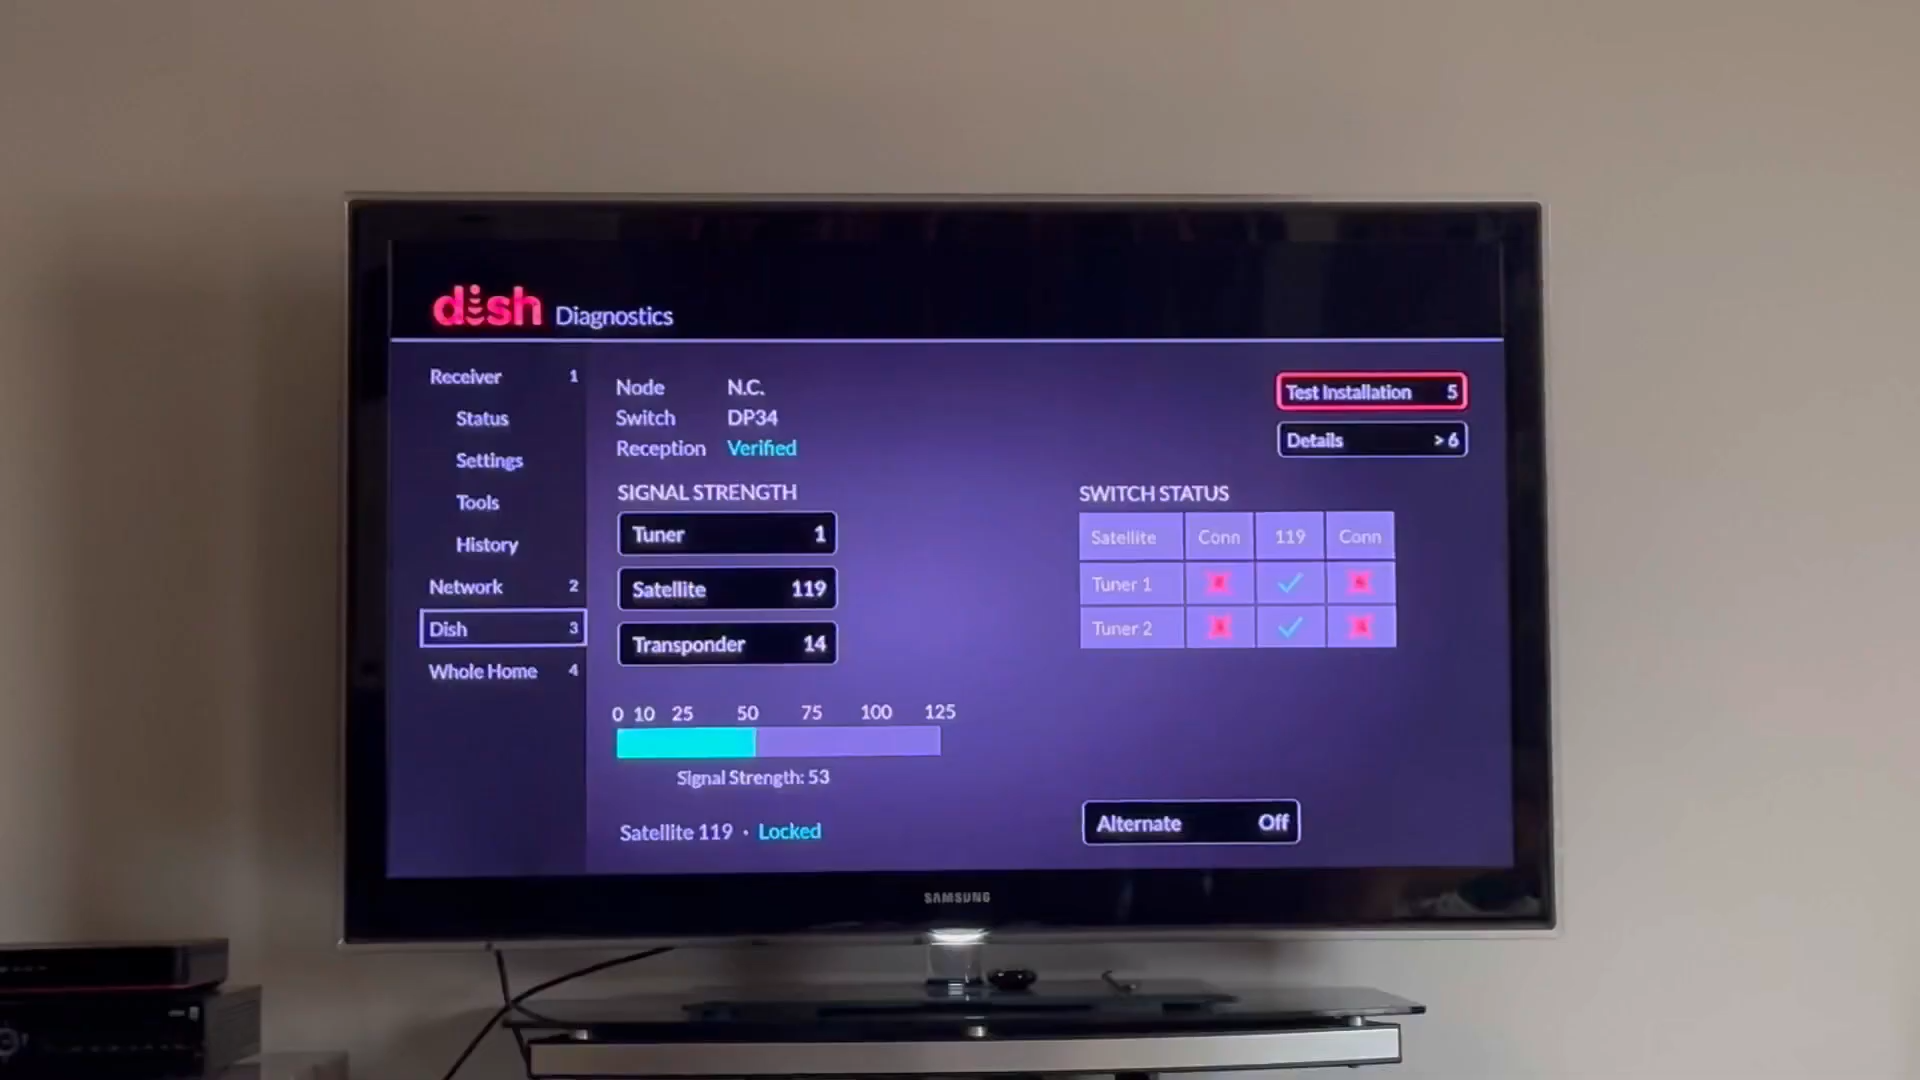 dish Diagnostics
Receiver 1
Status
Settings
Tools
History
Network 2
Dish 3
Whole Home 4
Node N.C.
Switch DP34
Reception Verified
SIGNAL STRENGTH
Tuner 1
Satellite 119
Transponder 14
0 10 25 50 75 100 125
Signal Strength: 53
Satellite 119 · Locked
Test Installation 5
Details > 6
SWITCH STATUS
Satellite Conn 119 Conn
Tuner 1
Tuner 2
Alternate Off
SAMSUNG